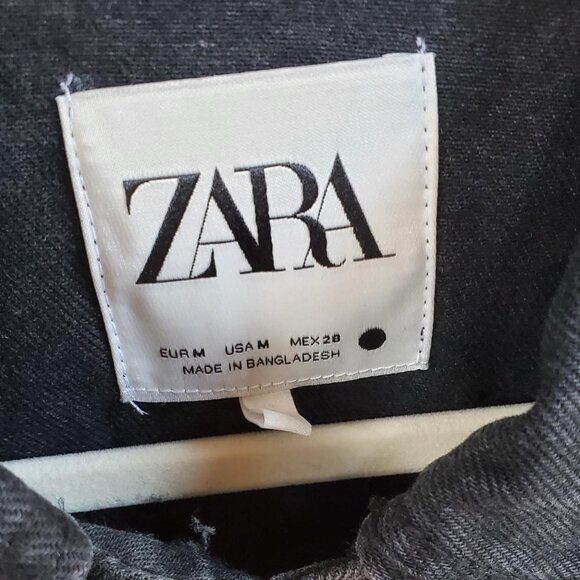 ZARA
EUR M USA M MEX 28
MADE IN BANGLADESH